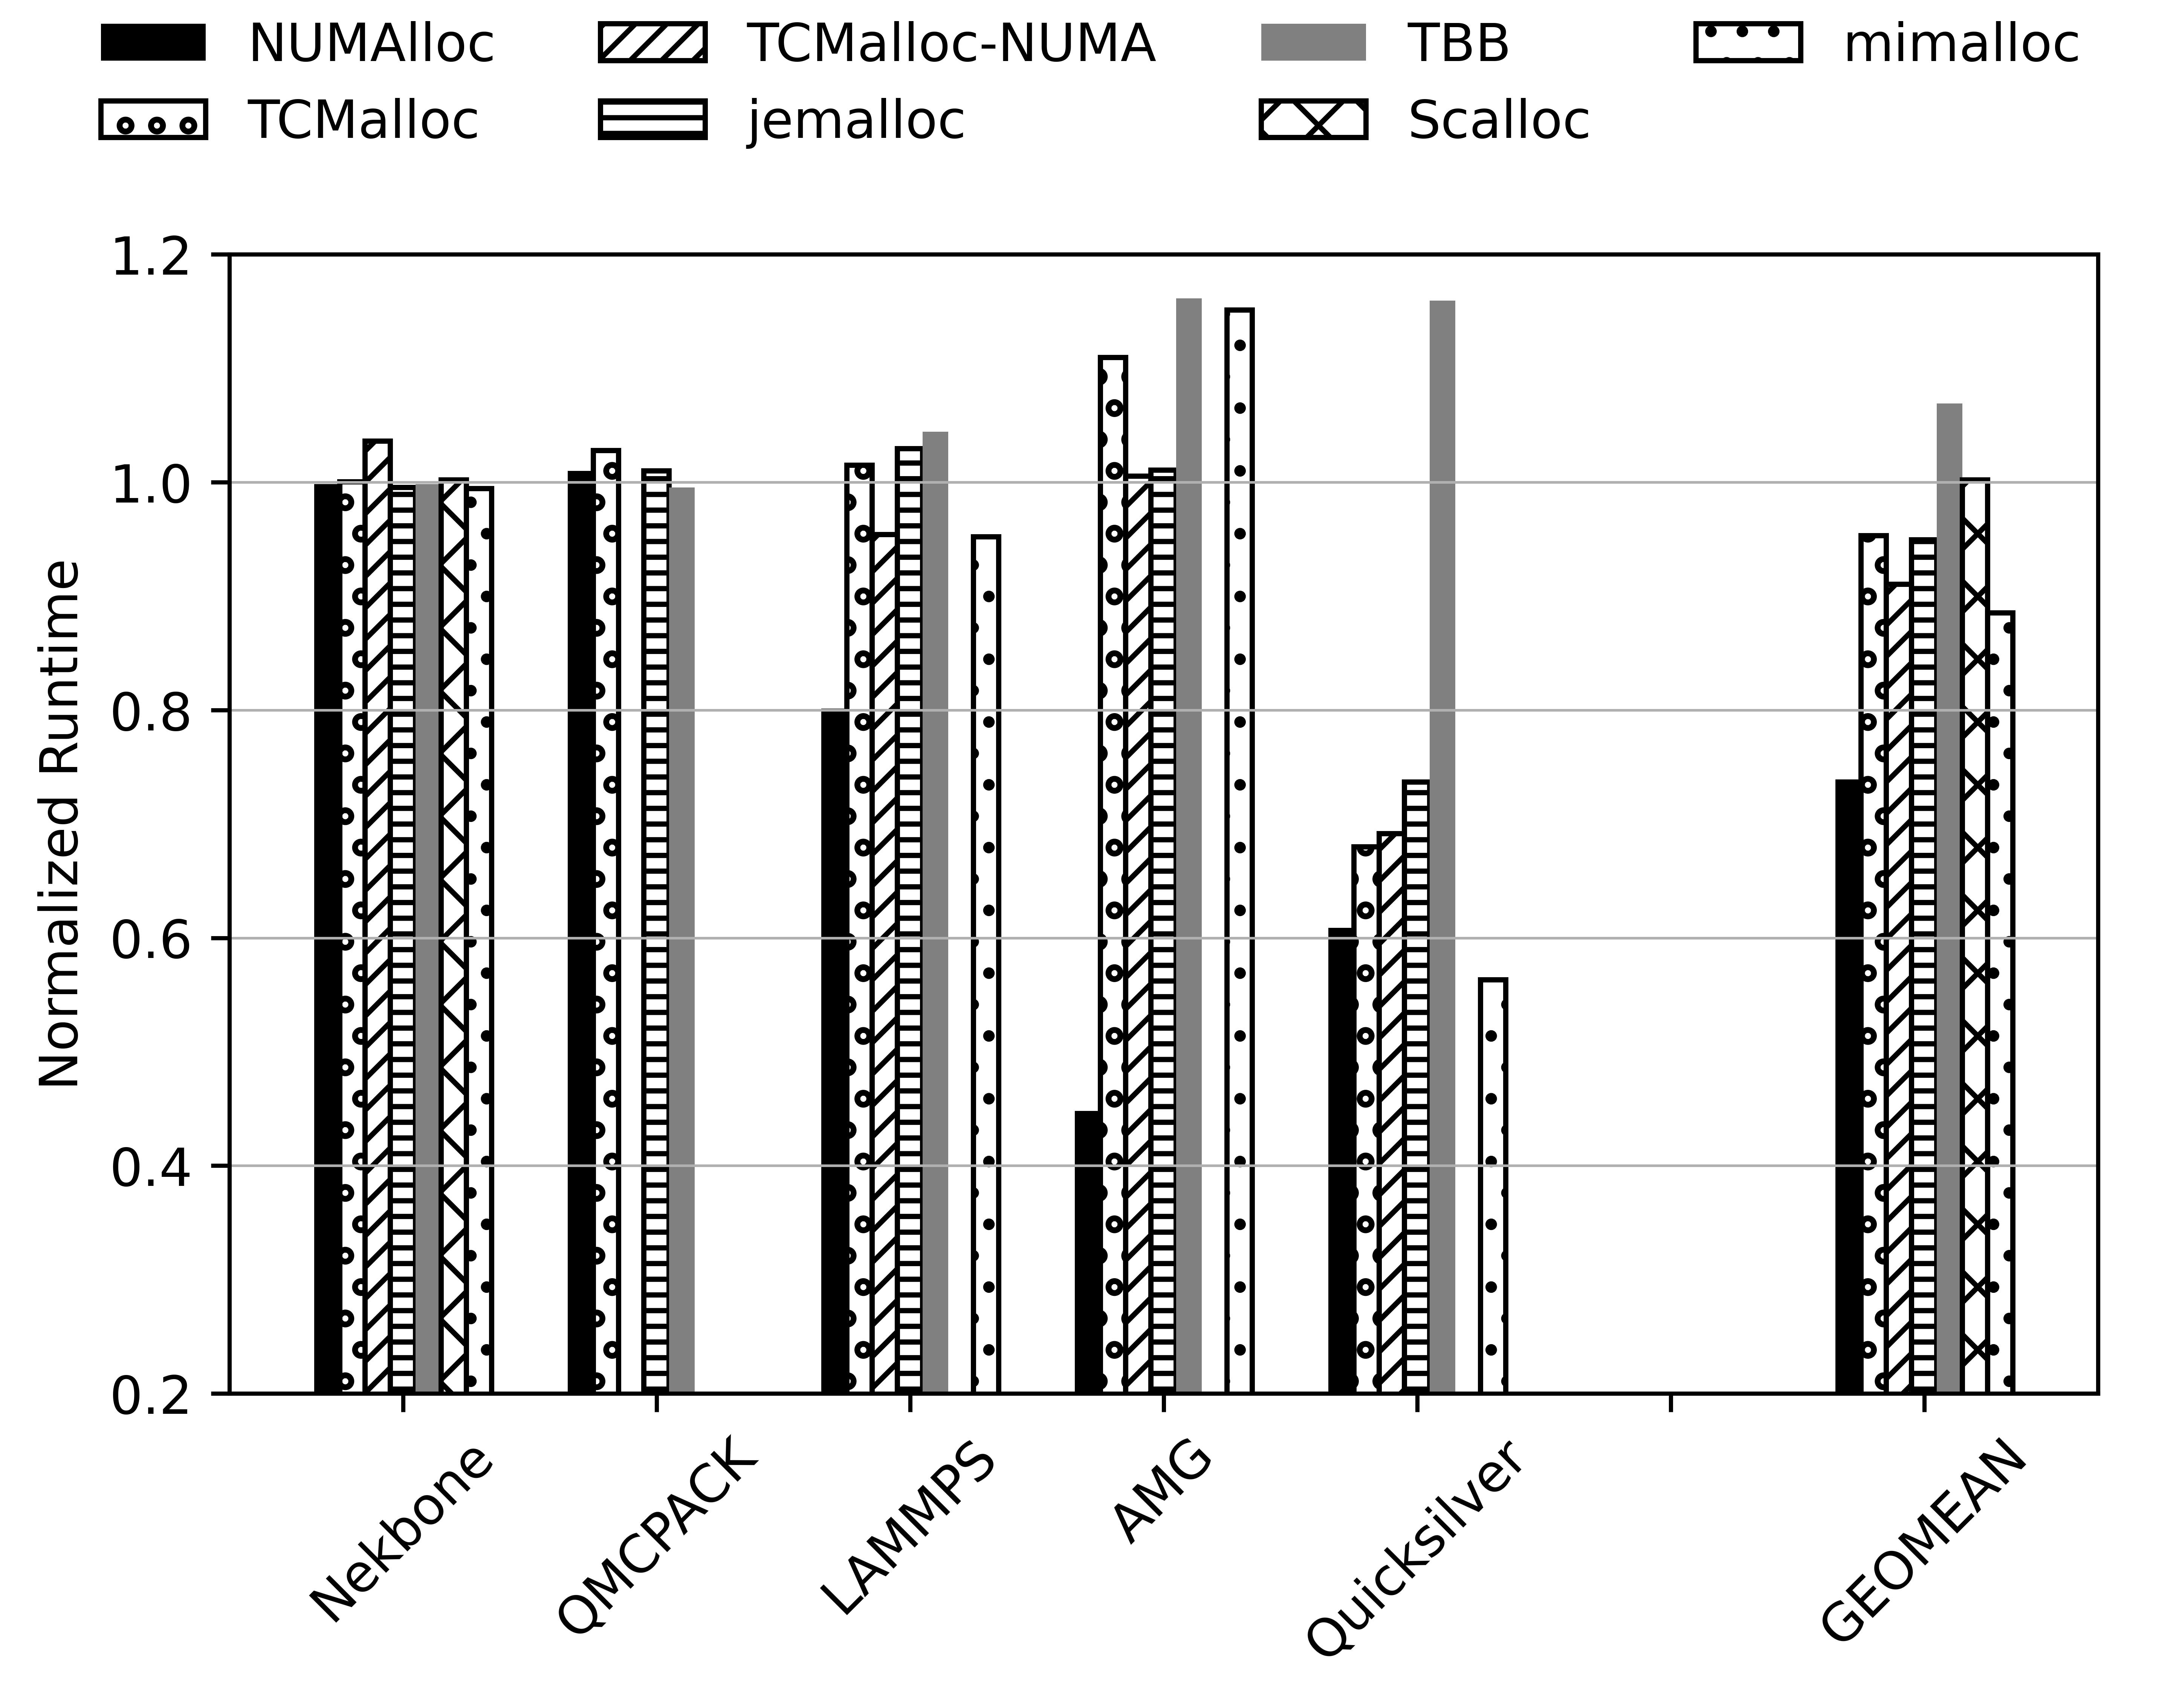 NUMAlloc TCMalloc-NUMA TBB mimalloc
TCMalloc jemalloc Scalloc
1.2
1.0
0.8
0.6
0.4
0.2
Normalized Runtime
Nekbone QMCPACK LAMMPS AMG Quicksilver GEOMEAN